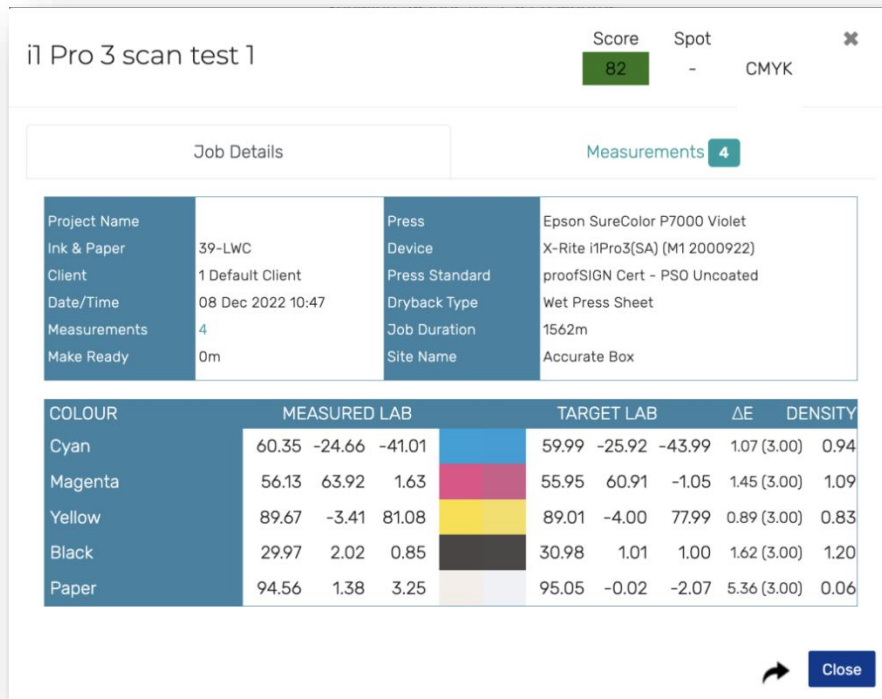 i1 Pro 3 scan test 1
Score Spot
82 - CMYK
Job Details Measurements 4
Project Name Press Epson SureColor P7000 Violet
Ink & Paper 39-LWC Device X-Rite i1Pro3(SA) (M1 2000922)
Client 1 Default Client Press Standard proofSIGN Cert - PSO Uncoated
Date/Time 08 Dec 2022 10:47 Dryback Type Wet Press Sheet
Measurements 4 Job Duration 1562m
Make Ready 0m Site Name Accurate Box
COLOUR MEASURED LAB TARGET LAB ΔE DENSITY
Cyan 60.35 -24.66 -41.01 59.99 -25.92 -43.99 1.07 (3.00) 0.94
Magenta 56.13 63.92 1.63 55.95 60.91 -1.05 1.45 (3.00) 1.09
Yellow 89.67 -3.41 81.08 89.01 -4.00 77.99 0.89 (3.00) 0.83
Black 29.97 2.02 0.85 30.98 1.01 1.00 1.62 (3.00) 1.20
Paper 94.56 1.38 3.25 95.05 -0.02 -2.07 5.36 (3.00) 0.06
Close